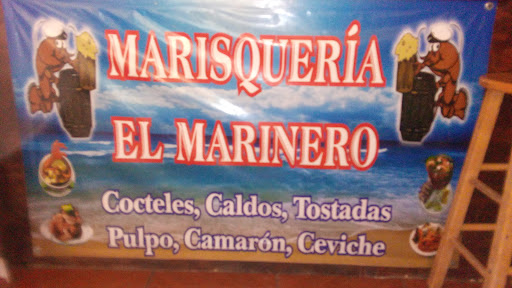 MARISQUERÍA
EL MARINERO
Cocteles, Caldos, Tostadas
Pulpo, Camarón, Ceviche